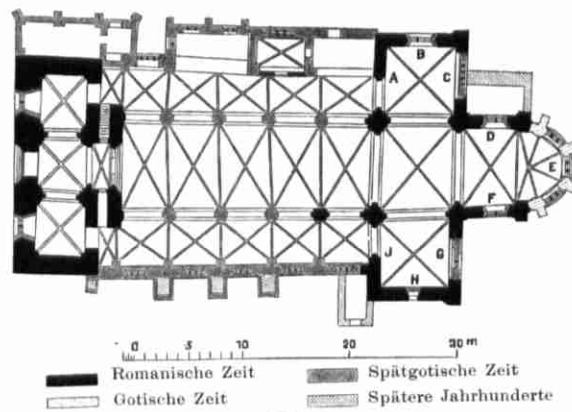 B
A C
D
E
F
J G
H
0 5 10 20 30 m
Romanische Zeit
Spätgotische Zeit
Gotische Zeit
Spätere Jahrhunderte